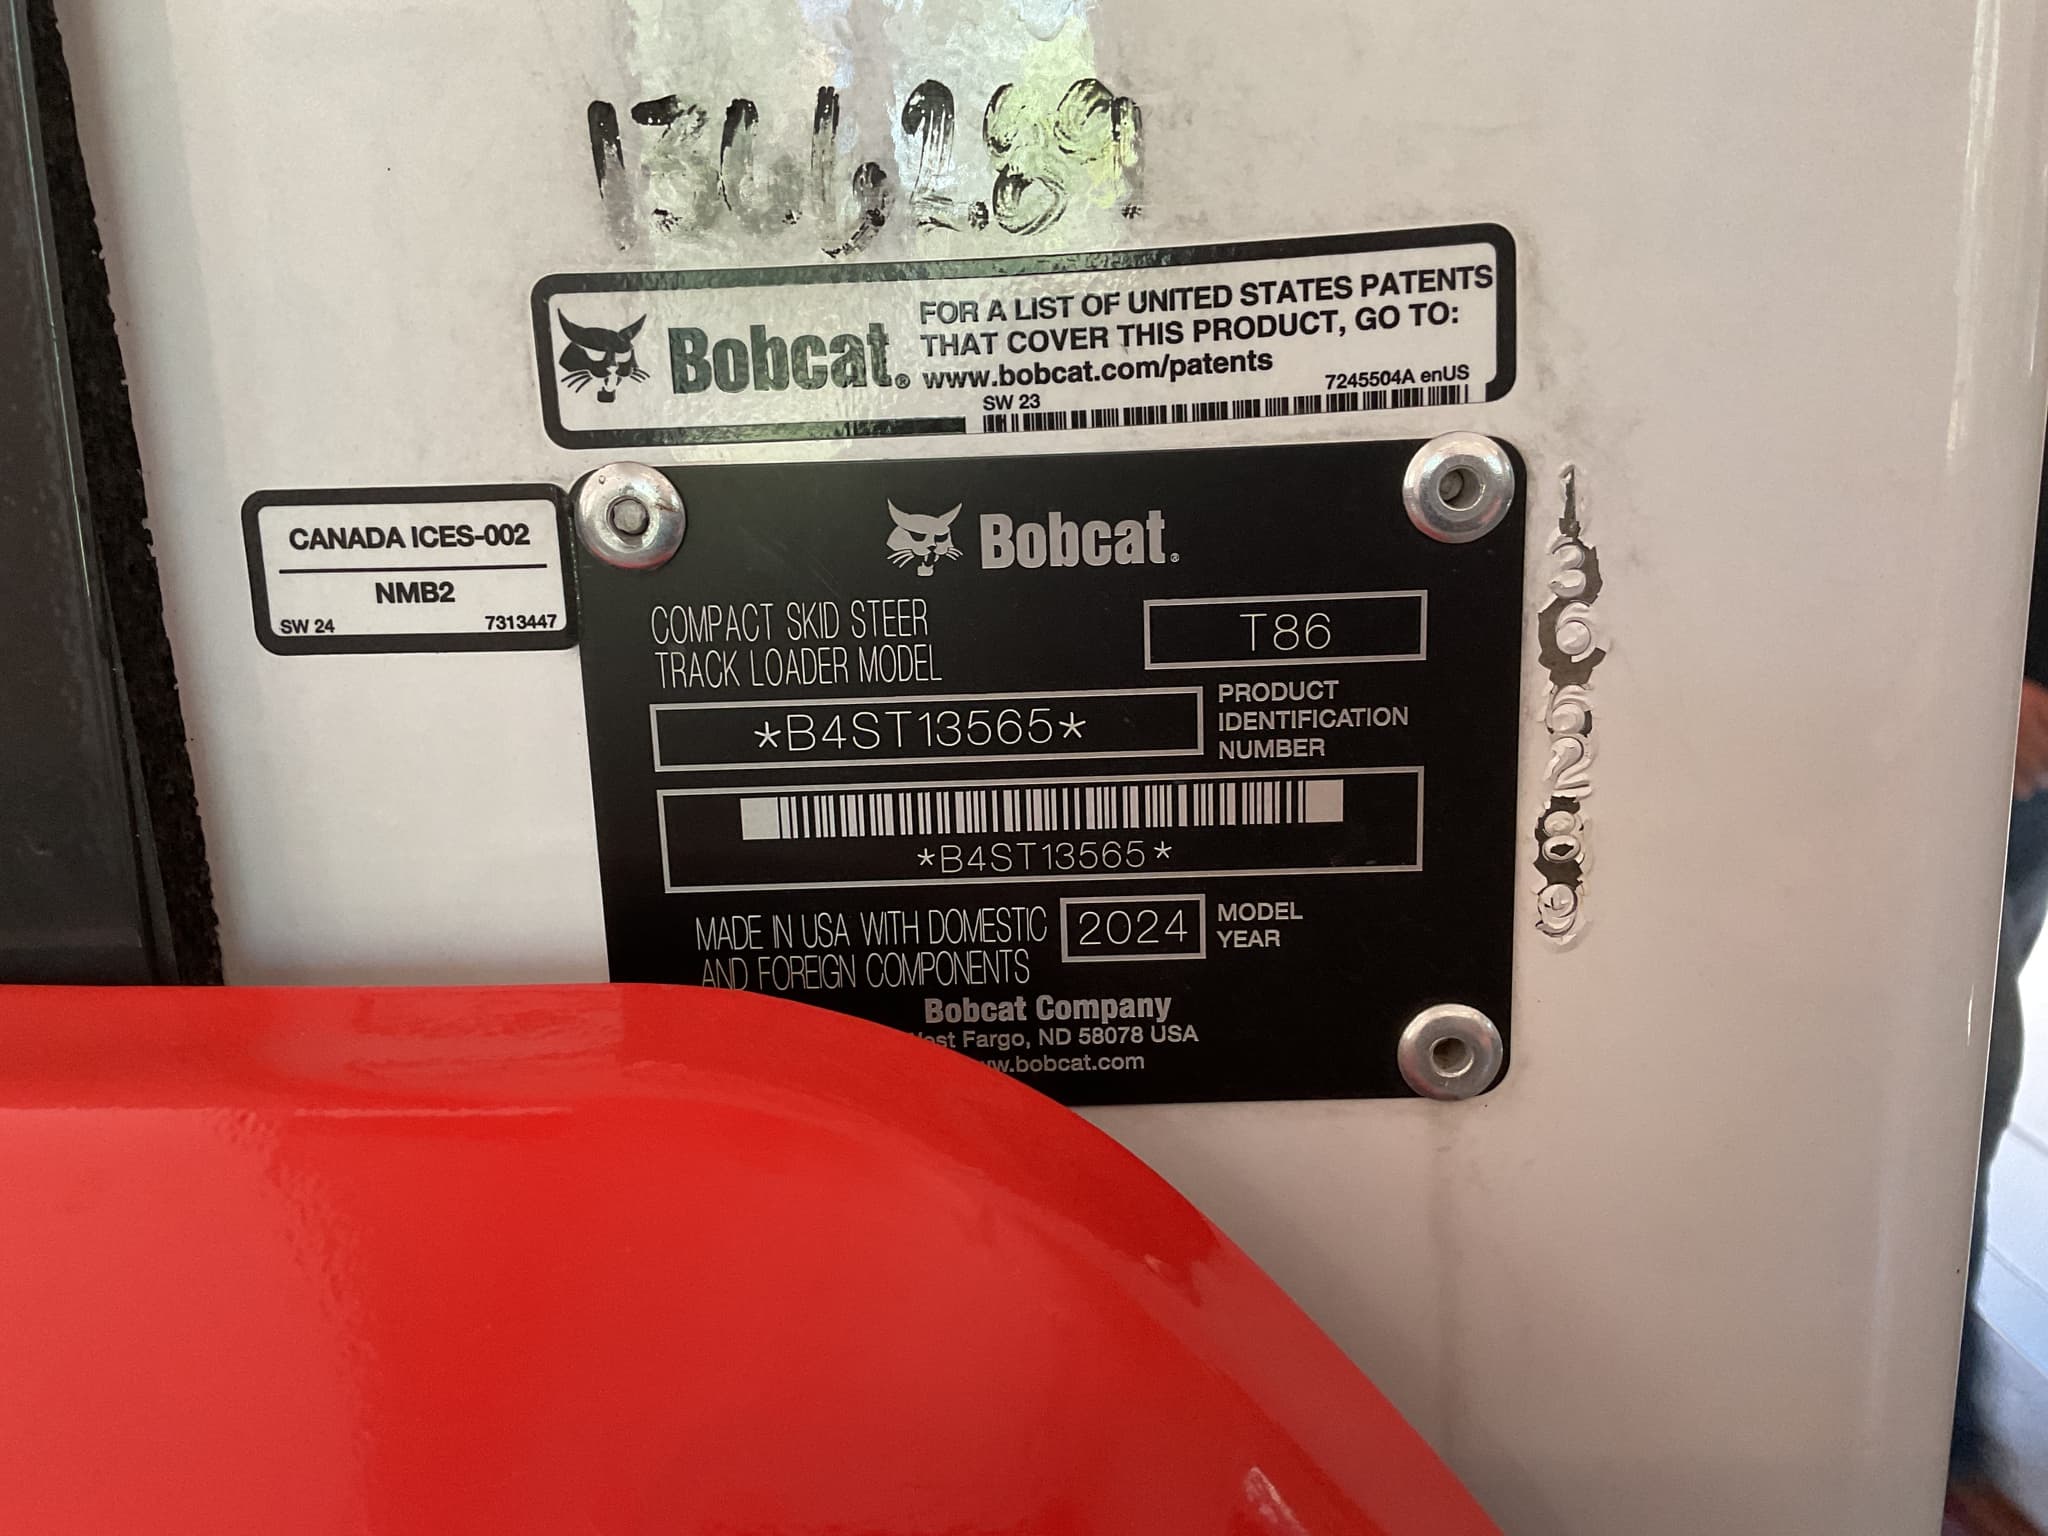 Bobcat®
FOR A LIST OF UNITED STATES PATENTS
THAT COVER THIS PRODUCT, GO TO:
www.bobcat.com/patents
SW 23
7245504A enUS
CANADA ICES-002
NMB2
SW 24
7313447
Bobcat®
COMPACT SKID STEER
TRACK LOADER MODEL
T86
*B4ST13565*
PRODUCT
IDENTIFICATION
NUMBER
*B4ST13565*
MADE IN USA WITH DOMESTIC
AND FOREIGN COMPONENTS
2024
MODEL
YEAR
Bobcat Company
Fargo, ND 58078 USA
.bobcat.com
1366289